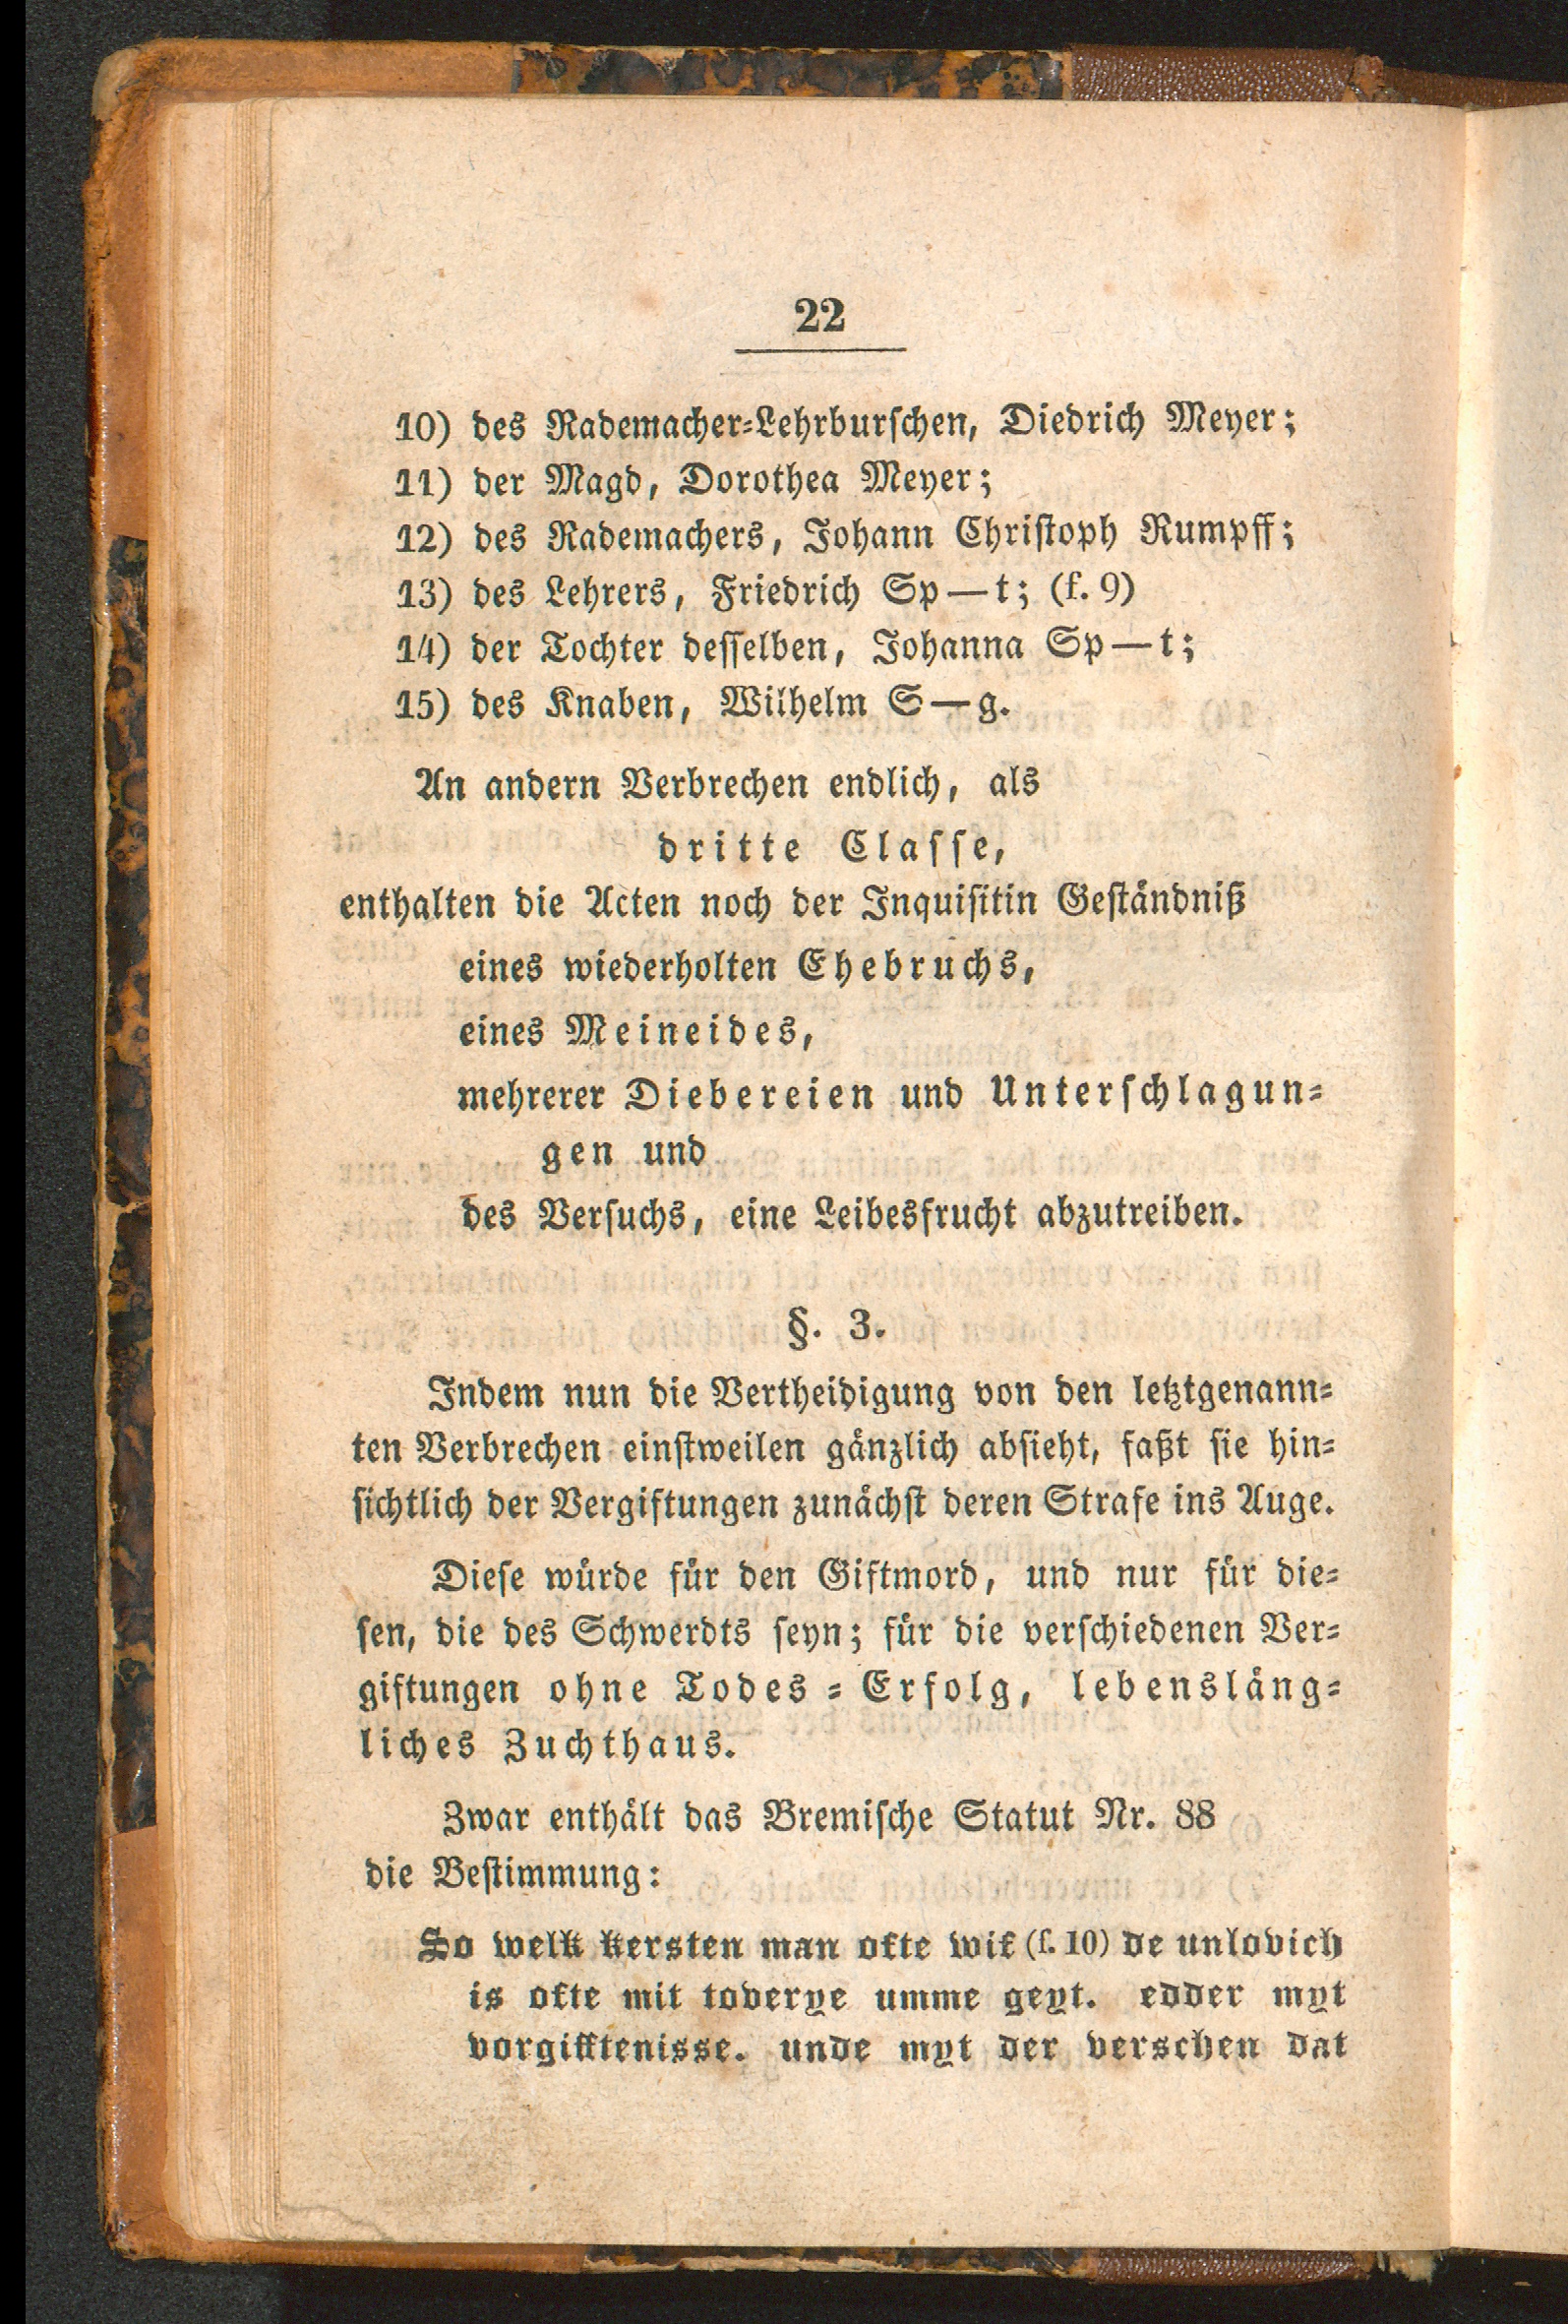 22
10) des Rademacher-Lehrburschen, Diedrich Meyer;
11) der Magd, Dorothea Meyer;
12) des Rademachers, Johann Christoph Rumpff;
13) des Lehrers, Friedrich Sp—t; (f. 9)
14) der Tochter desselben, Johanna Sp—t;
15) des Knaben, Wilhelm S—g.
An andern Verbrechen endlich, als
dritte Classe,
enthalten die Acten noch der Inquisitin Geständniß
eines wiederholten Ehebruchs,
eines Meineides,
mehrerer Diebereien und Unterschlagun-
gen und
des Versuchs, eine Leibesfrucht abzutreiben.
§. 3.
Indem nun die Vertheidigung von den letztgenann-
ten Verbrechen einstweilen gänzlich absieht, faßt sie hin-
sichtlich der Vergiftungen zunächst deren Strafe ins Auge.
Diese würde für den Giftmord, und nur für die-
sen, die des Schwerdts seyn; für die verschiedenen Ver-
giftungen ohne Todes-Erfolg, lebensläng-
liches Zuchthaus.
Zwar enthält das Bremische Statut Nr. 88
die Bestimmung:
So welk kersten man ofte wif (f. 10) de unlovich
is ofte mit toverye umme geyt. edder myt
vorgifftenisse. unde myt der verschen dat